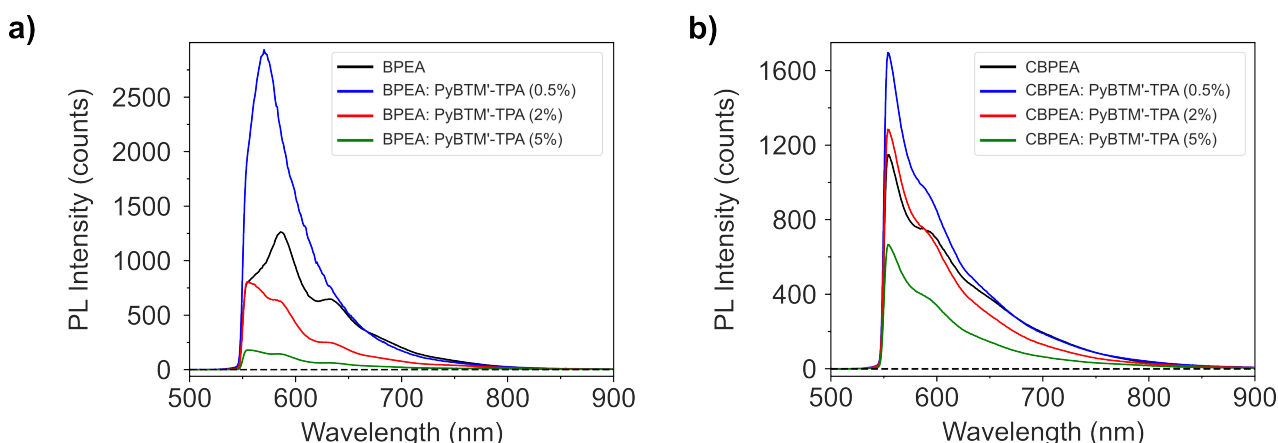 a)
PL Intensity (counts)
2500
2000
1500
1000
500
0
500 600 700 800 900
Wavelength (nm)
BPEA
BPEA: PyBTM'-TPA (0.5%)
BPEA: PyBTM'-TPA (2%)
BPEA: PyBTM'-TPA (5%)
b)
PL Intensity (counts)
1600
1200
800
400
0
500 600 700 800 900
Wavelength (nm)
CBPEA
CBPEA: PyBTM'-TPA (0.5%)
CBPEA: PyBTM'-TPA (2%)
CBPEA: PyBTM'-TPA (5%)